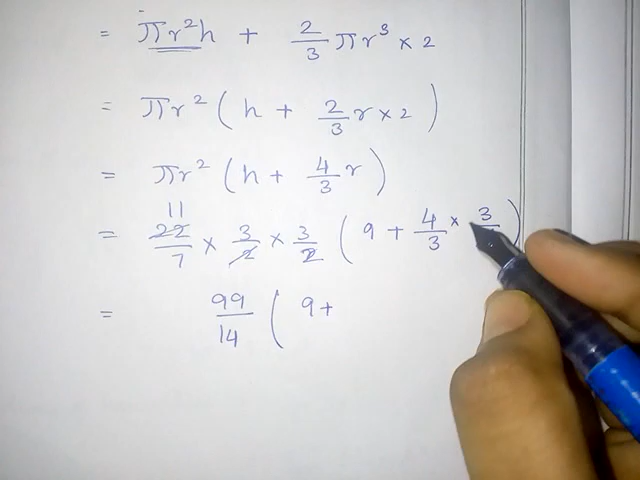 = πr²h + 2/3 πr³ × 2
= πr² ( h + 2/3 r × 2 )
= πr² ( h + 4/3 r )
11
= 22/7 × 3/2 × 3/2 ( 9 + 4/3 × 3/ )
= 99/14 ( 9 +